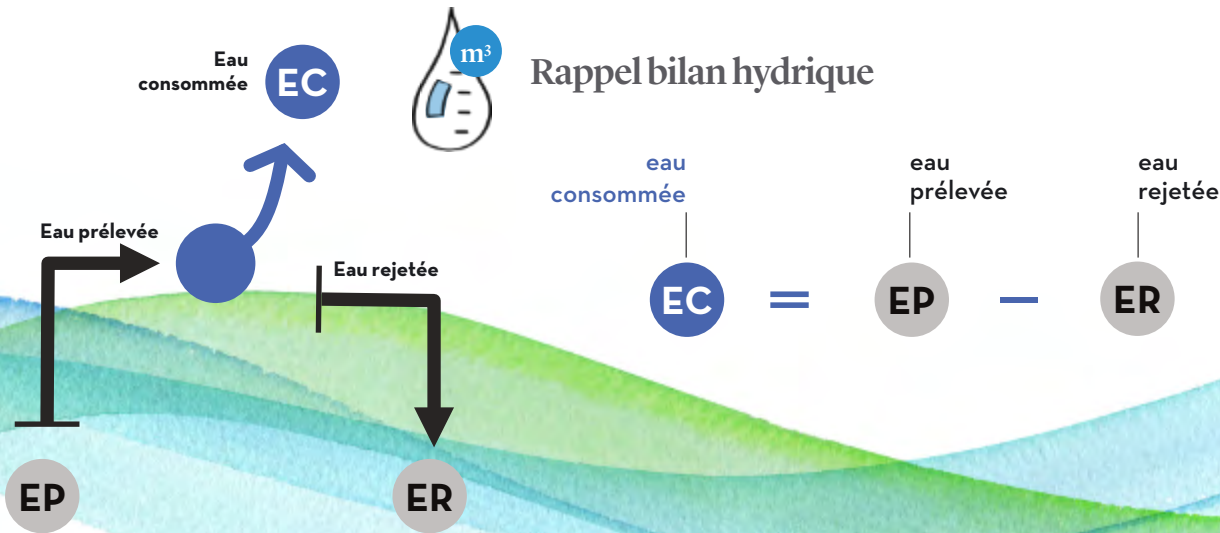 Eau
consommée
EC
m³
Rappel bilan hydrique
eau
consommée
eau
prélevée
eau
rejetée
Eau prélevée
Eau rejetée
EC = EP – ER
EP
ER